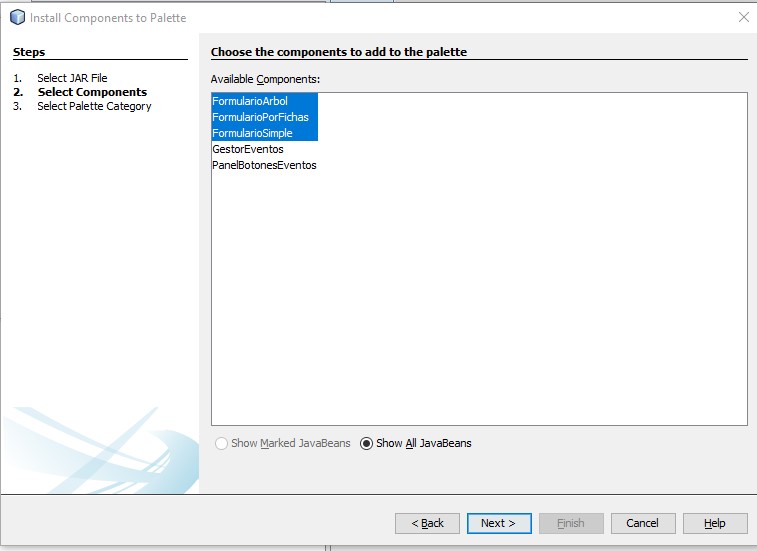 Install Components to Palette
Steps
1. Select JAR File
2. Select Components
3. Select Palette Category
Choose the components to add to the palette
Available Components:
FormularioArbol
FormularioPorFichas
FormularioSimple
GestorEventos
PanelBotonesEventos
Show Marked JavaBeans Show All JavaBeans
< Back Next > Finish Cancel Help